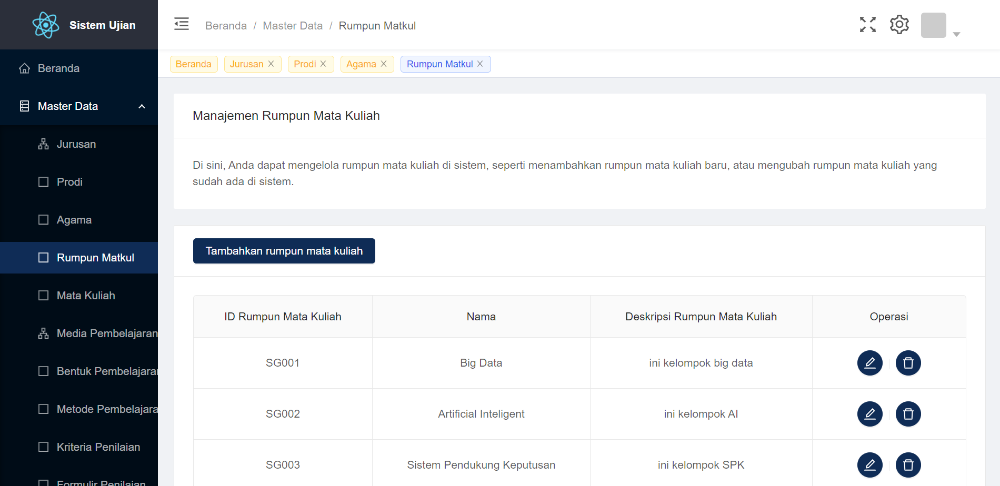 Sistem Ujian
Beranda / Master Data / Rumpun Matkul
Beranda
Jurusan
Prodi
Agama
Rumpun Matkul
Beranda
Master Data
Jurusan
Prodi
Agama
Rumpun Matkul
Mata Kuliah
Media Pembelajaran
Bentuk Pembelajaran
Metode Pembelajara
Kriteria Penilaian
Formulir Penilaian
Manajemen Rumpun Mata Kuliah
Di sini, Anda dapat mengelola rumpun mata kuliah di sistem, seperti menambahkan rumpun mata kuliah baru, atau mengubah rumpun mata kuliah yang
sudah ada di sistem.
Tambahkan rumpun mata kuliah
ID Rumpun Mata Kuliah Nama Deskripsi Rumpun Mata Kuliah Operasi
SG001 Big Data ini kelompok big data
SG002 Artificial Inteligent ini kelompok AI
SG003 Sistem Pendukung Keputusan ini kelompok SPK